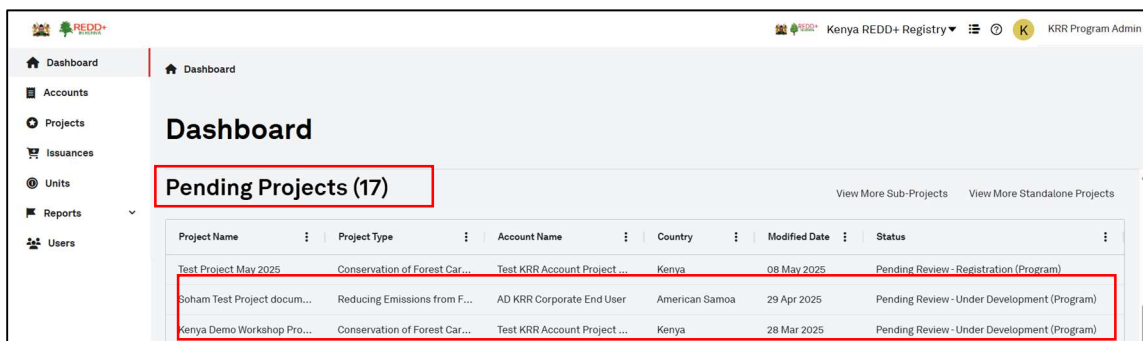 REDD+
IN KENYA
REDD+
Kenya REDD+ Registry
K
KRR Program Admin
Dashboard
Accounts
Projects
Issuances
Units
Reports
Users
Dashboard
Dashboard
Pending Projects (17)
View More Sub-Projects
View More Standalone Projects
Project Name Project Type Account Name Country Modified Date Status
Test Project May 2025 Conservation of Forest Car... Test KRR Account Project ... Kenya 08 May 2025 Pending Review - Registration (Program)
Soham Test Project docum... Reducing Emissions from F... AD KRR Corporate End User American Samoa 29 Apr 2025 Pending Review - Under Development (Program)
Kenya Demo Workshop Pro... Conservation of Forest Car... Test KRR Account Project ... Kenya 28 Mar 2025 Pending Review - Under Development (Program)